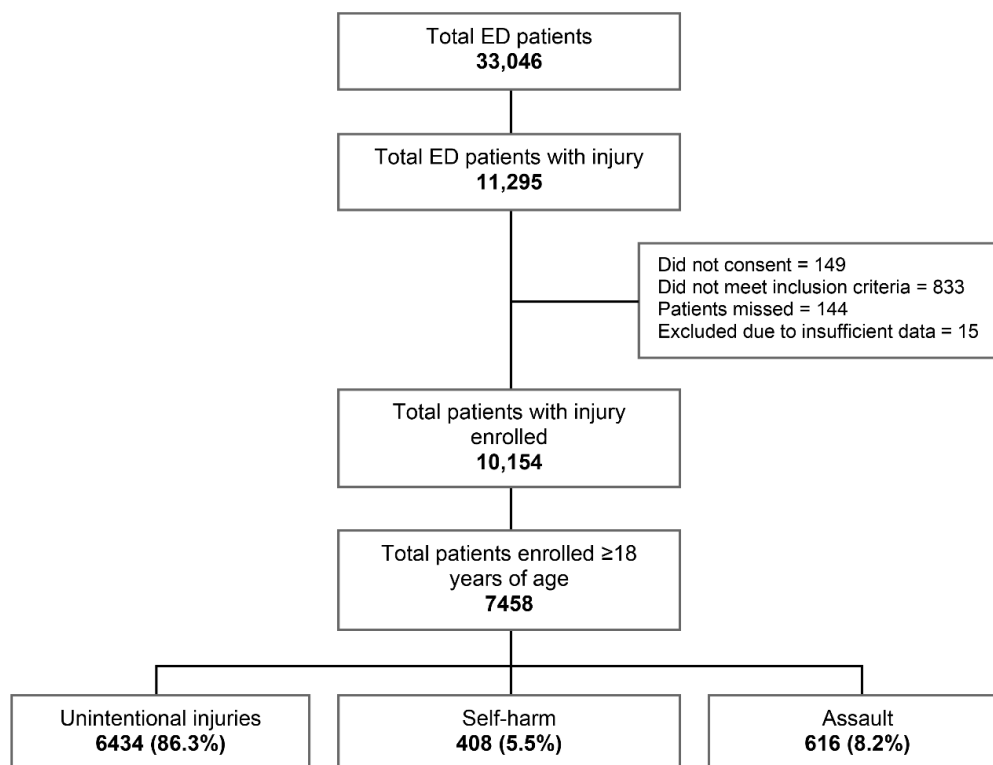 Total ED patients
33,046
Total ED patients with injury
11,295
Did not consent = 149
Did not meet inclusion criteria = 833
Patients missed = 144
Excluded due to insufficient data = 15
Total patients with injury
enrolled
10,154
Total patients enrolled ≥18
years of age
7458
Unintentional injuries
6434 (86.3%)
Self-harm
408 (5.5%)
Assault
616 (8.2%)